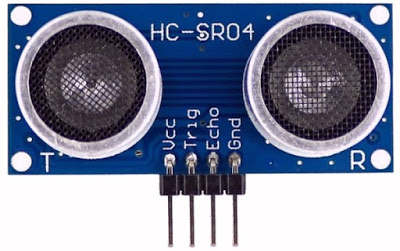 HC-SR04
Vcc
Trig
Echo
Gnd
T
R